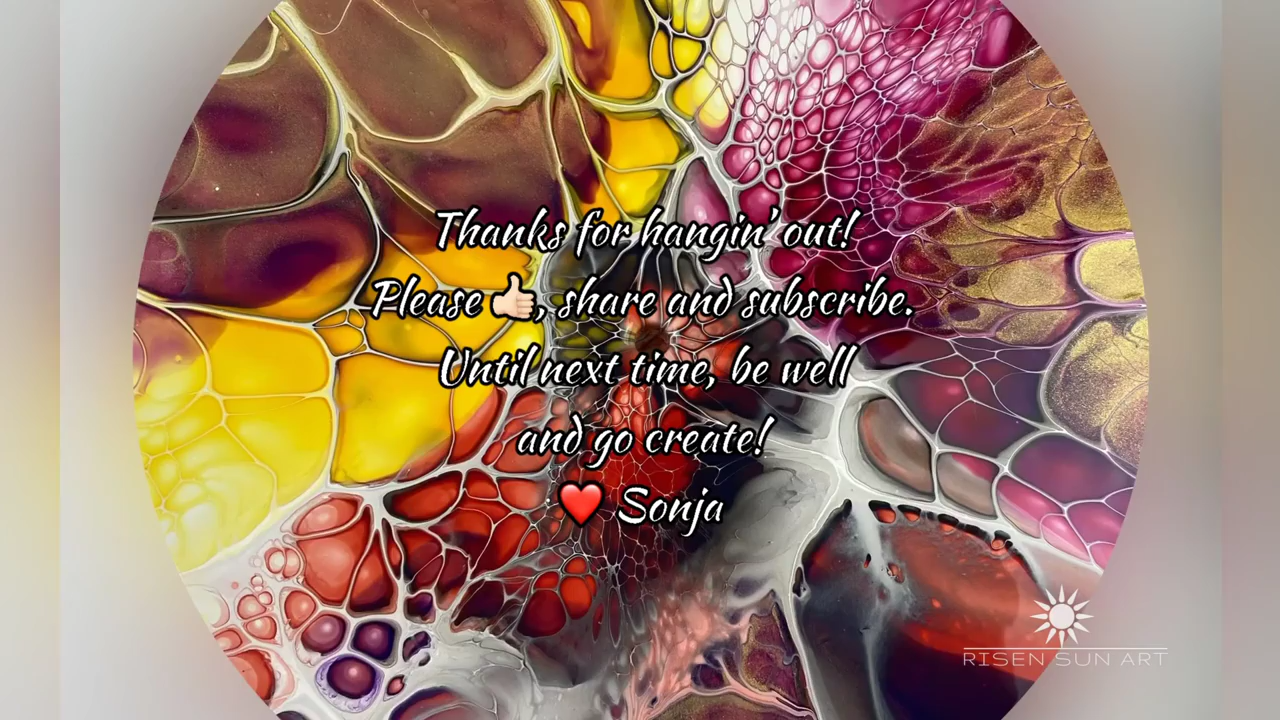 Thanks for hangin' out!
Please 👍🏻, share and subscribe.
Until next time, be well
and go create!
❤️ Sonja
RISEN SUN ART